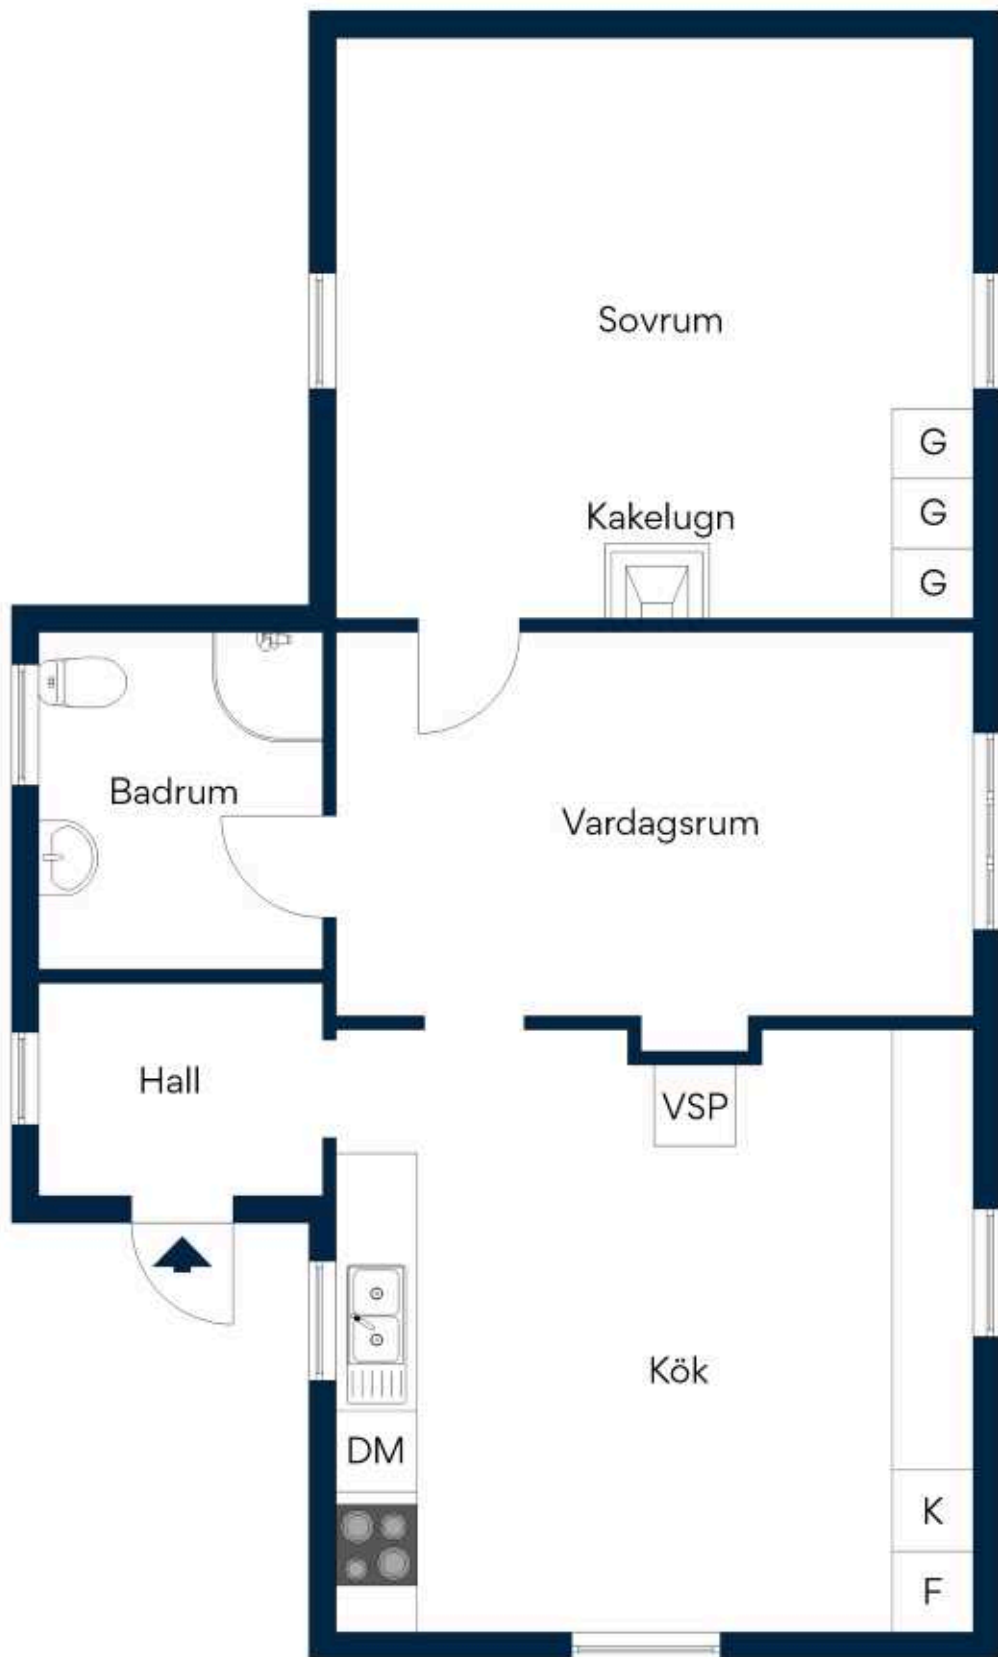 Sovrum
G
Kakelugn
G
G
Badrum
Vardagsrum
Hall
VSP
Kök
DM
K
F